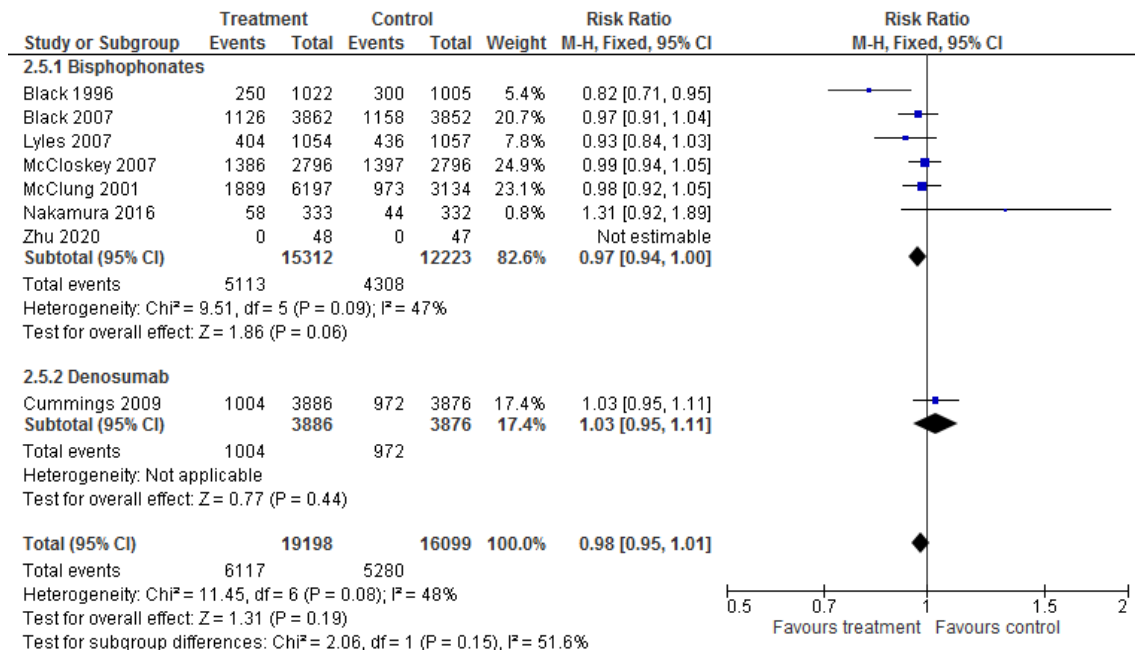 Treatment Control Risk Ratio Risk Ratio
Study or Subgroup Events Total Events Total Weight M-H, Fixed, 95% CI M-H, Fixed, 95% CI
2.5.1 Bisphophonates
Black 1996 250 1022 300 1005 5.4% 0.82 [0.71, 0.95]
Black 2007 1126 3862 1158 3852 20.7% 0.97 [0.91, 1.04]
Lyles 2007 404 1054 436 1057 7.8% 0.93 [0.84, 1.03]
McCloskey 2007 1386 2796 1397 2796 24.9% 0.99 [0.94, 1.05]
McClung 2001 1889 6197 973 3134 23.1% 0.98 [0.92, 1.05]
Nakamura 2016 58 333 44 332 0.8% 1.31 [0.92, 1.89]
Zhu 2020 0 48 0 47 Not estimable
Subtotal (95% CI) 15312 12223 82.6% 0.97 [0.94, 1.00]
Total events 5113 4308
Heterogeneity: Chi² = 9.51, df = 5 (P = 0.09); I² = 47%
Test for overall effect: Z = 1.86 (P = 0.06)
2.5.2 Denosumab
Cummings 2009 1004 3886 972 3876 17.4% 1.03 [0.95, 1.11]
Subtotal (95% CI) 3886 3876 17.4% 1.03 [0.95, 1.11]
Total events 1004 972
Heterogeneity: Not applicable
Test for overall effect: Z = 0.77 (P = 0.44)
Total (95% CI) 19198 16099 100.0% 0.98 [0.95, 1.01]
Total events 6117 5280
Heterogeneity: Chi² = 11.45, df = 6 (P = 0.08); I² = 48%
Test for overall effect: Z = 1.31 (P = 0.19)
Test for subgroup differences: Chi² = 2.06, df = 1 (P = 0.15), I² = 51.6%
0.5 0.7 1 1.5 2
Favours treatment Favours control